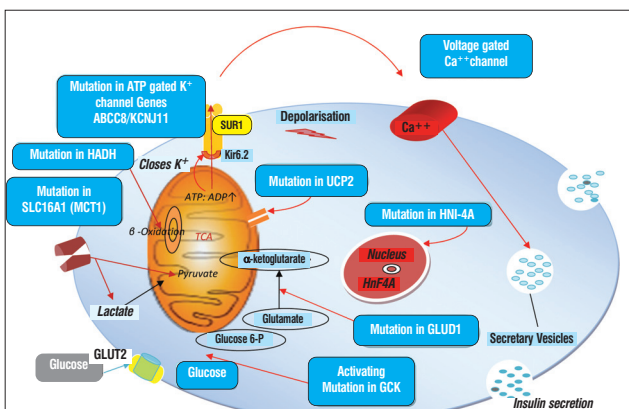 Voltage gated
Ca++channel
Mutation in ATP gated K+
channel Genes
ABCC8/KCNJ11
SUR1
Depolarisation
Ca++
Mutation in HADH
Closes K+
Kir6.2
Mutation in
SLC16A1 (MCT1)
ATP: ADP↑
Mutation in UCP2
β-Oxidation
TCA
Mutation in HNI-4A
Nucleus
HnF4A
α-ketoglutarate
Pyruvate
Lactate
Glutamate
Glucose 6-P
Mutation in GLUD1
Secretary Vesicles
Glucose
GLUT2
Glucose
Activating
Mutation in GCK
Insulin secretion